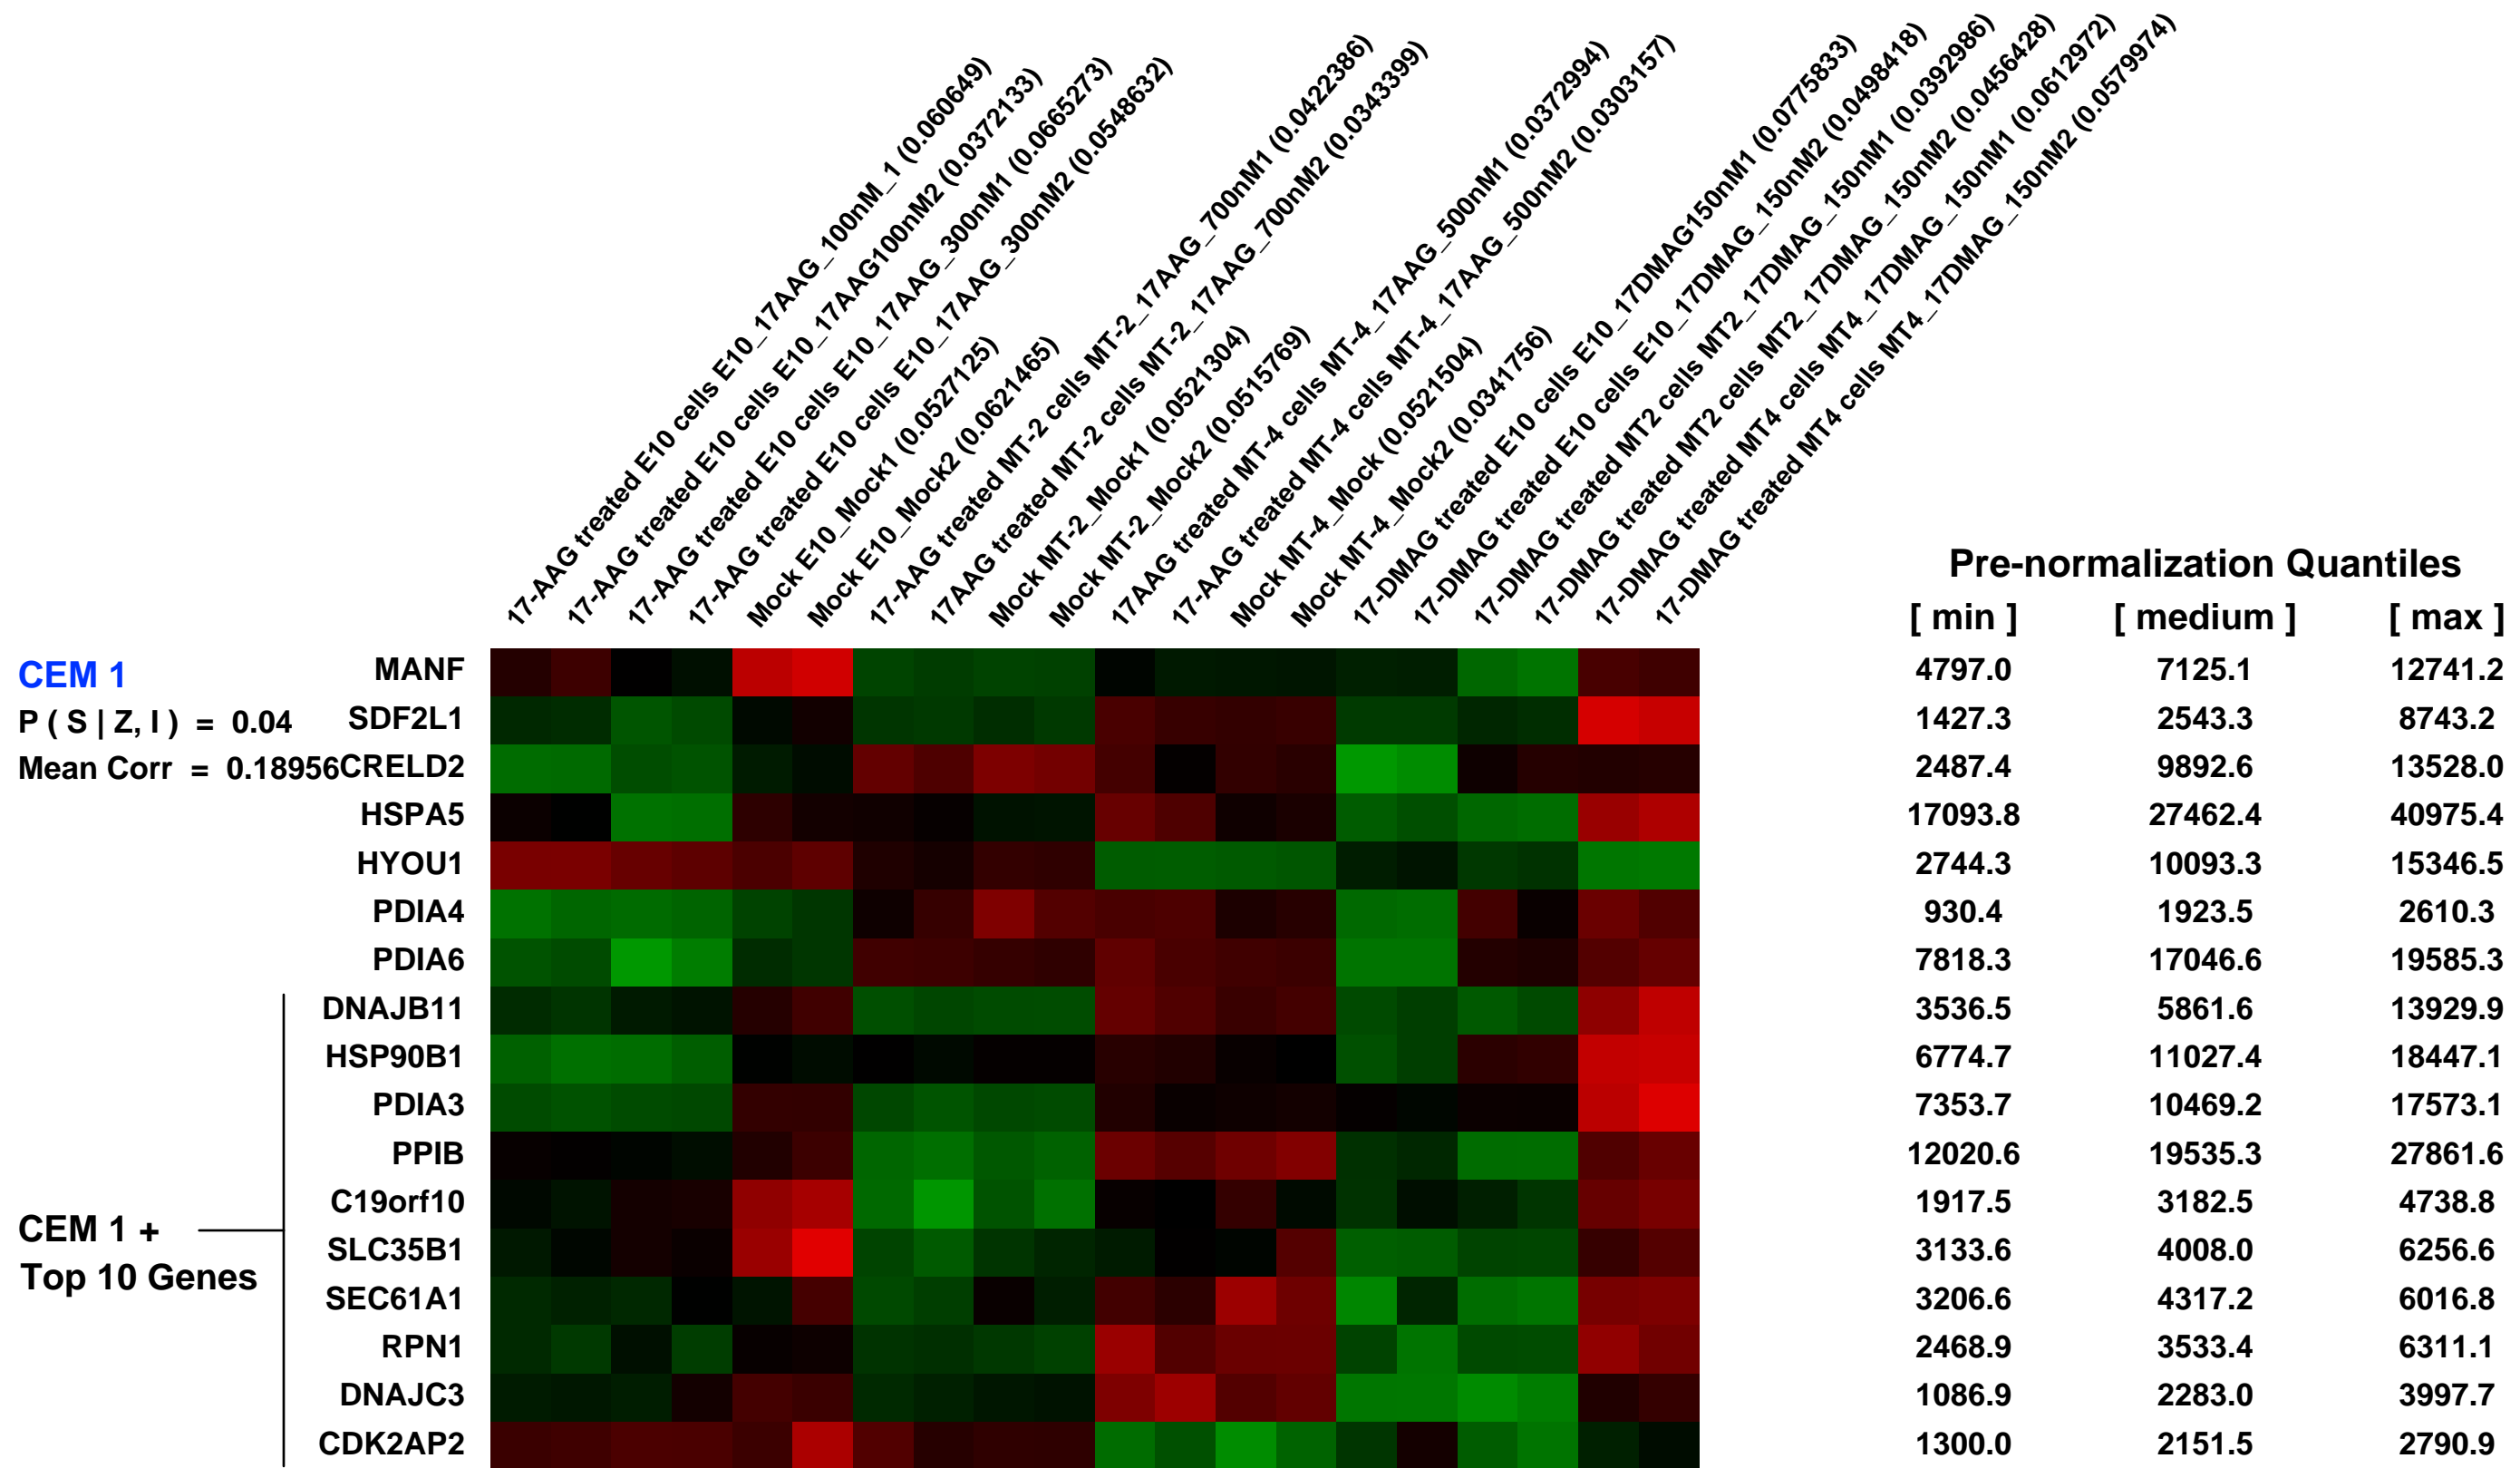 17-AAG treated E10 cells E10_17AAG_100nM_1 (0.060649)
17-AAG treated E10 cells E10_17AAG100nM2 (0.0372133)
17-AAG treated E10 cells E10_17AAG_300nM1 (0.0665273)
17-AAG treated E10 cells E10_17AAG_300nM2 (0.0548632)
Mock E10_Mock1 (0.0527125)
Mock E10_Mock2 (0.0621465)
17-AAG treated MT-2 cells MT-2_17AAG_700nM1 (0.0422386)
17AAG treated MT-2 cells MT-2_17AAG_700nM2 (0.0343399)
Mock MT-2_Mock1 (0.0521304)
Mock MT-2_Mock2 (0.0515769)
17AAG treated MT-4 cells MT-4_17AAG_500nM1 (0.0372994)
17-AAG treated MT-4 cells MT-4_17AAG_500nM2 (0.0303157)
Mock MT-4_Mock (0.0521504)
Mock MT-4_Mock2 (0.0341756)
17-DMAG treated E10 cells E10_17DMAG150nM1 (0.0775833)
17-DMAG treated E10 cells E10_17DMAG_150nM2 (0.0498418)
17-DMAG treated MT2 cells MT2_17DMAG_150nM1 (0.0392986)
17-DMAG treated MT2 cells MT2_17DMAG_150nM2 (0.0456428)
17-DMAG treated MT4 cells MT4_17DMAG_150nM1 (0.0612972)
17-DMAG treated MT4 cells MT4_17DMAG_150nM2 (0.0579974)
Pre-normalization Quantiles
[ min ] [ medium ] [ max ]
CEM 1
P ( S | Z, I ) = 0.04
Mean Corr = 0.18956
MANF 4797.0 7125.1 12741.2
SDF2L1 1427.3 2543.3 8743.2
CRELD2 2487.4 9892.6 13528.0
HSPA5 17093.8 27462.4 40975.4
HYOU1 2744.3 10093.3 15346.5
PDIA4 930.4 1923.5 2610.3
PDIA6 7818.3 17046.6 19585.3
DNAJB11 3536.5 5861.6 13929.9
HSP90B1 6774.7 11027.4 18447.1
PDIA3 7353.7 10469.2 17573.1
PPIB 12020.6 19535.3 27861.6
C19orf10 1917.5 3182.5 4738.8
SLC35B1 3133.6 4008.0 6256.6
SEC61A1 3206.6 4317.2 6016.8
RPN1 2468.9 3533.4 6311.1
DNAJC3 1086.9 2283.0 3997.7
CDK2AP2 1300.0 2151.5 2790.9
CEM 1 +
Top 10 Genes